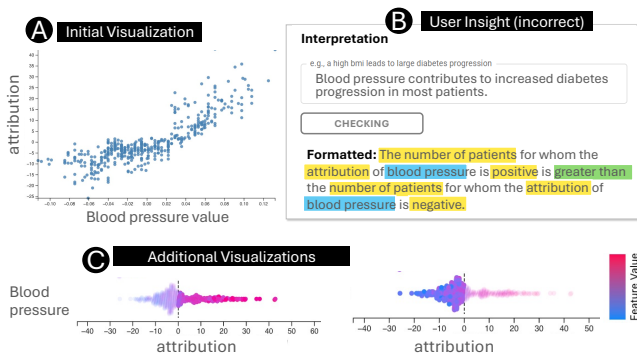 A Initial Visualization
attribution
40
35
30
25
20
15
10
5
0
-5
-10
-15
-20
-25
-0.10 -0.08 -0.06 -0.04 -0.02 0.00 0.02 0.04 0.06 0.08 0.10 0.12
Blood pressure value
B User Insight (incorrect)
Interpretation
e.g., a high bmi leads to large diabetes progression
Blood pressure contributes to increased diabetes
progression in most patients.
CHECKING
Formatted: The number of patients for whom the
attribution of blood pressure is positive is greater than
the number of patients for whom the attribution of
blood pressure is negative.
C Additional Visualizations
Blood
pressure
−40 −30 −20 −10 0 10 20 30 40 50 60
attribution
−40 −30 −20 −10 0 10 20 30 40 50
attribution
Feature Value